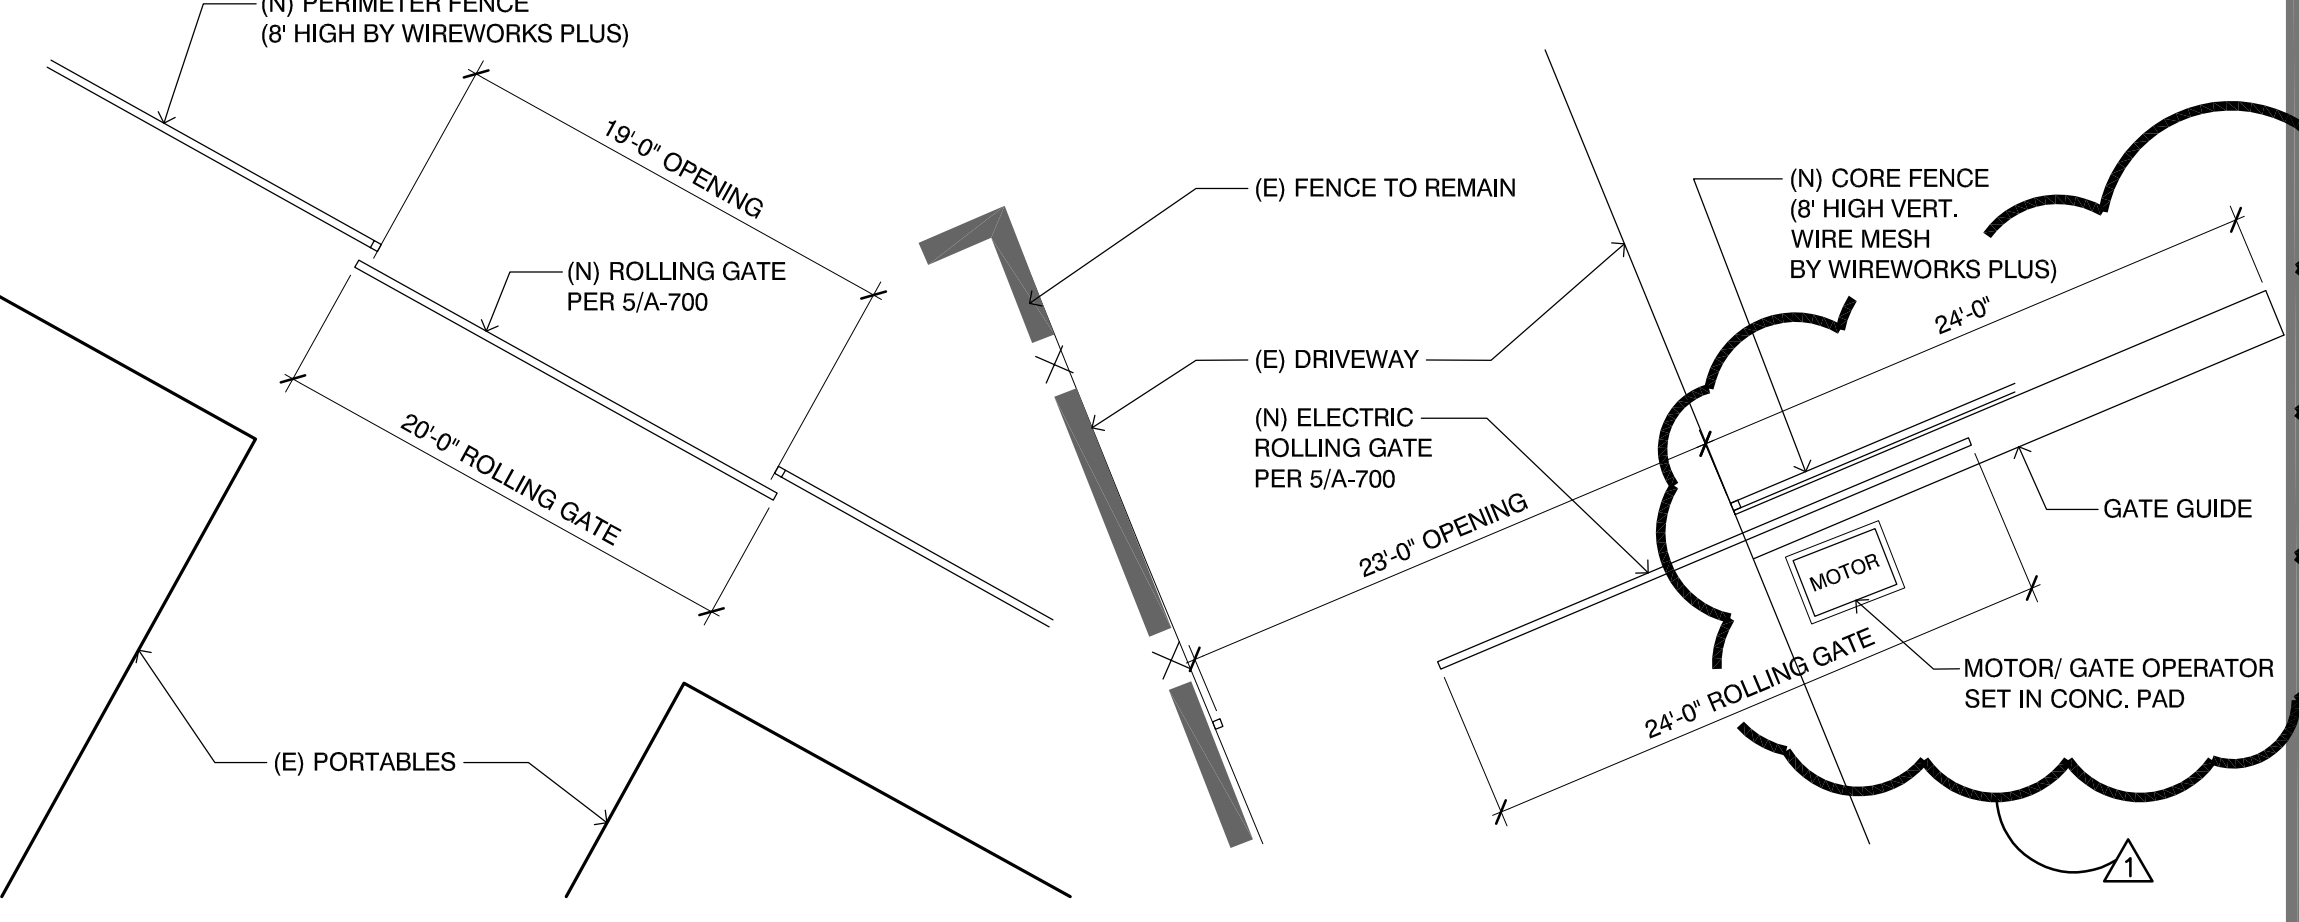 (N) PERIMETER FENCE
(8' HIGH BY WIREWORKS PLUS)
19'-0" OPENING
(N) ROLLING GATE
PER 5/A-700
20'-0" ROLLING GATE
(E) PORTABLES
(E) FENCE TO REMAIN
(E) DRIVEWAY
(N) ELECTRIC
ROLLING GATE
PER 5/A-700
23'-0" OPENING
(N) CORE FENCE
(8' HIGH VERT.
WIRE MESH
BY WIREWORKS PLUS)
24'-0"
GATE GUIDE
MOTOR
24'-0" ROLLING GATE
MOTOR/ GATE OPERATOR
SET IN CONC. PAD
1